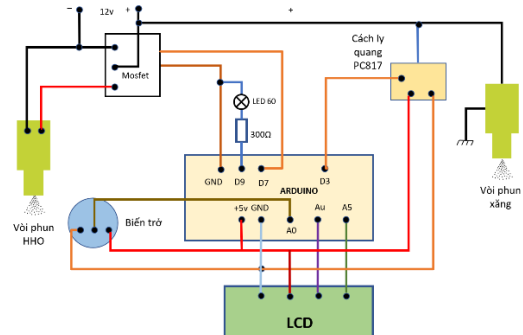 − 12v + +
Mosfet
Cách ly
quang
PC817
LED 60
300Ω
GND D9 D7 D3
ARDUINO
+5v GND A0 Au A5
Vòi phun
HHO
Biến trở
Vòi phun
xăng
LCD